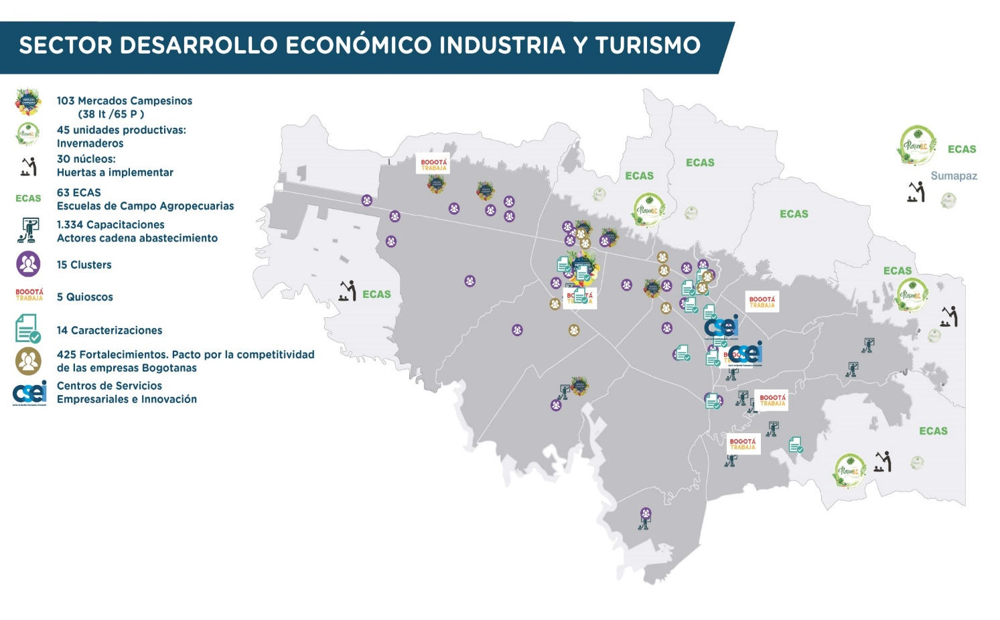 SECTOR DESARROLLO ECONÓMICO INDUSTRIA Y TURISMO
103 Mercados Campesinos
(38 It /65 P )
45 unidades productivas:
Invernaderos
30 núcleos:
Huertas a implementar
ECAS
63 ECAS
Escuelas de Campo Agropecuarias
1.334 Capacitaciones
Actores cadena abastecimiento
15 Clusters
BOGOTÁ
TRABAJA
5 Quioscos
14 Caracterizaciones
425 Fortalecimientos. Pacto por la competitividad
de las empresas Bogotanas
csei
Centros de Servicios
Empresariales e Innovación
BOGOTÁ
TRABAJA
ECAS
ECAS
ECAS
ECAS
Sumapaz
ECAS
ECAS
ECAS
BOGOTÁ
TRABAJA
csei
csei
BOGOTÁ
TRABAJA
BOGOTÁ
TRABAJA